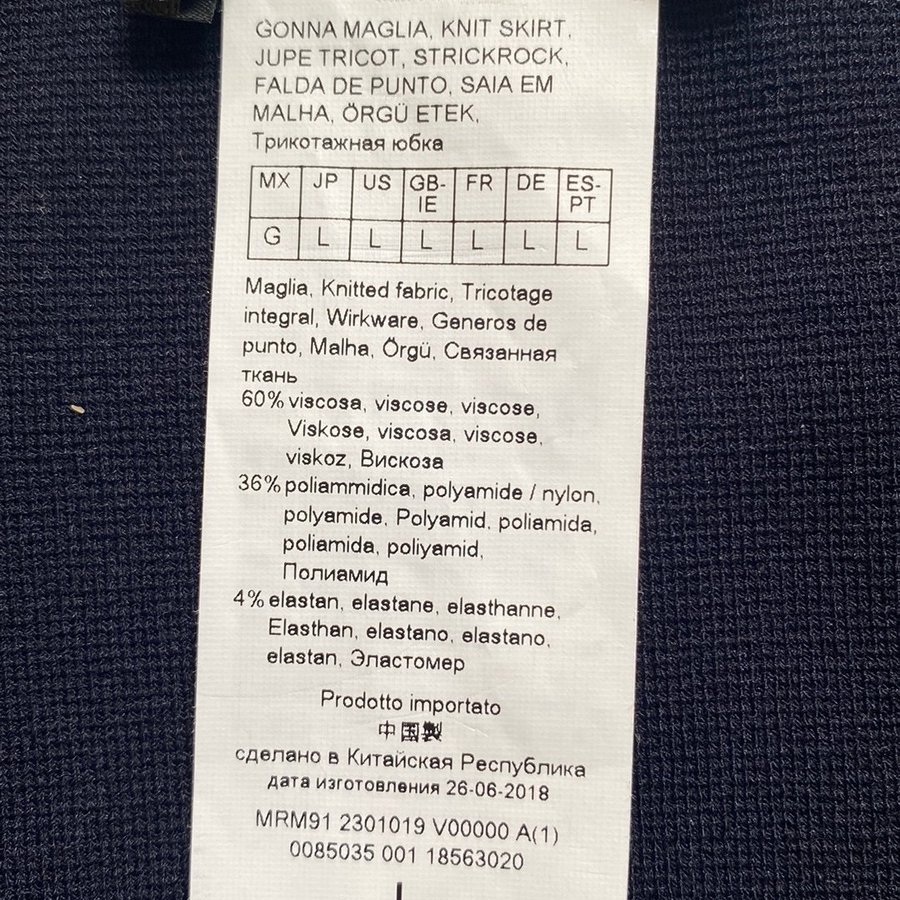 GONNA MAGLIA, KNIT SKIRT,
JUPE TRICOT, STRICKROCK,
FALDA DE PUNTO, SAIA EM
MALHA, ÖRGÜ ETEK,
Трикотажная юбка
MX JP US GB-IE FR DE ES-PT
G L L L L L L
Maglia, Knitted fabric, Tricotage
integral, Wirkware, Generos de
punto, Malha, Örgü, Связанная
ткань
60% viscosa, viscose, viscose,
Viskose, viscosa, viscose,
viskoz, Вискоза
36% poliammidica, polyamide / nylon,
polyamide, Polyamid, poliamida,
poliamida, poliyamid,
Полиамид
4% elastan, elastane, elasthanne,
Elasthan, elastano, elastano,
elastan, Эластомер
Prodotto importato
中国製
сделано в Китайская Республика
дата изготовления 26-06-2018
MRM91 2301019 V00000 A(1)
0085035 001 18563020